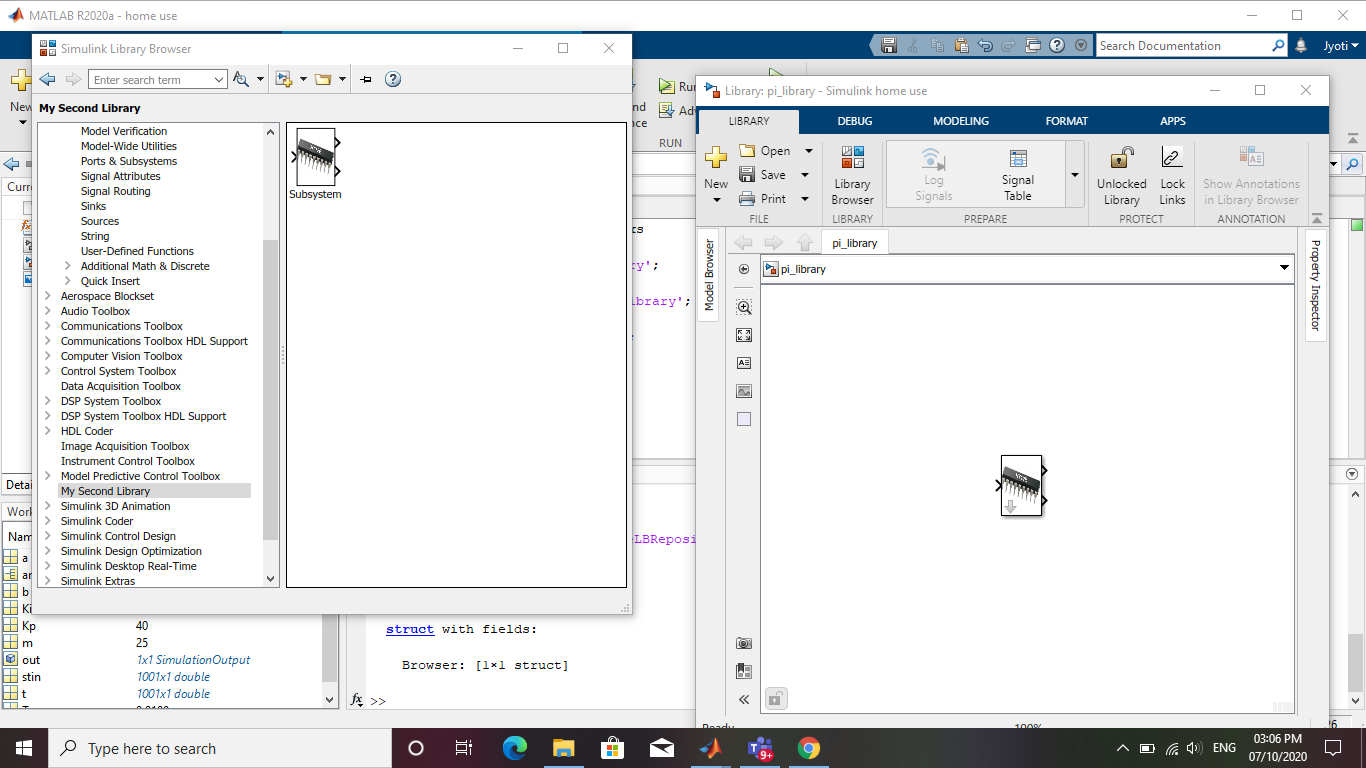 MATLAB R2020a - home use
Search Documentation
Jyoti
New
Run
RUN
Simulink Library Browser
Enter search term
My Second Library
Model Verification
Model-Wide Utilities
Ports & Subsystems
Signal Attributes
Signal Routing
Sinks
Sources
String
User-Defined Functions
Additional Math & Discrete
Quick Insert
Aerospace Blockset
Audio Toolbox
Communications Toolbox
Communications Toolbox HDL Support
Computer Vision Toolbox
Control System Toolbox
Data Acquisition Toolbox
DSP System Toolbox
DSP System Toolbox HDL Support
HDL Coder
Image Acquisition Toolbox
Instrument Control Toolbox
Model Predictive Control Toolbox
My Second Library
Simulink 3D Animation
Simulink Coder
Simulink Control Design
Simulink Design Optimization
Simulink Desktop Real-Time
Simulink Extras
Subsystem
Library: pi_library - Simulink home use
LIBRARY DEBUG MODELING FORMAT APPS
New
Open
Save
Print
FILE
Library Browser
LIBRARY
Log Signals
Signal Table
PREPARE
Unlocked Library
Lock Links
PROTECT
Show Annotations in Library Browser
ANNOTATION
pi_library
Model Browser
pi_library
Property Inspector
Ready
100%
ry';
ibrary';
LBReposi
Detai
Work
Nam
a
b
Ki
Kp 40
m 25
out 1x1 SimulationOutput
stin 1001x1 double
t 1001x1 double
struct with fields:
Browser: [1×1 struct]
fx >>
Type here to search
9+
ENG
03:06 PM
07/10/2020